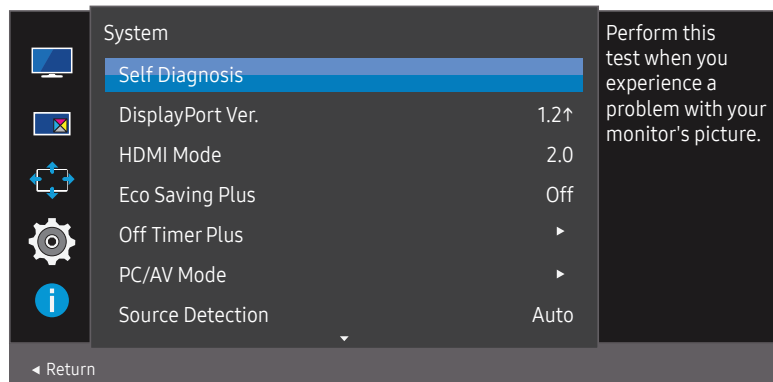 System
Self Diagnosis
DisplayPort Ver. 1.2↑
HDMI Mode 2.0
Eco Saving Plus Off
Off Timer Plus ►
PC/AV Mode ►
Source Detection Auto
Perform this
test when you
experience a
problem with your
monitor's picture.
◄ Return